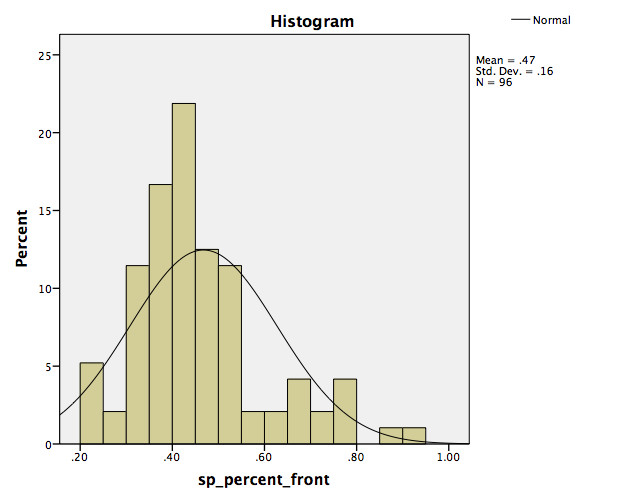 Histogram
Normal
Mean = .47
Std. Dev. = .16
N = 96
Percent
25
20
15
10
5
0
.20 .40 .60 .80 1.00
sp_percent_front